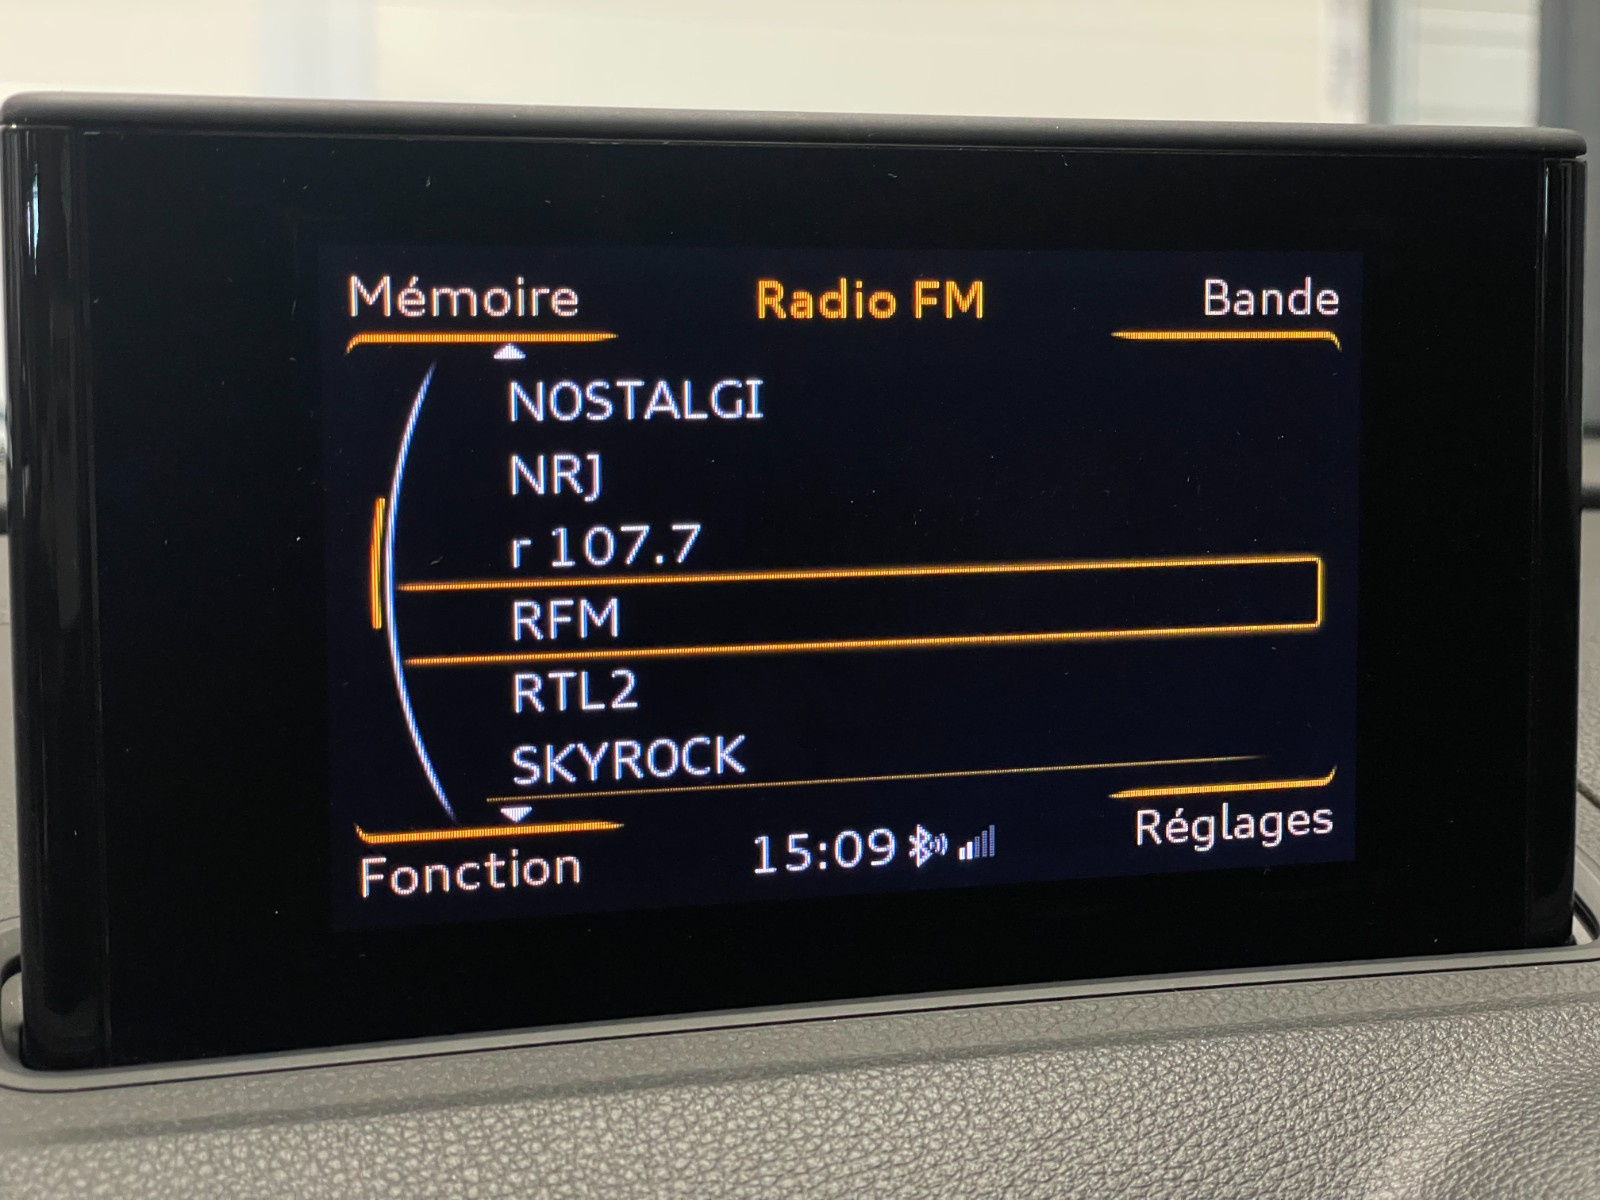 Mémoire
Radio FM
Bande
NOSTALGI
NRJ
r 107.7
RFM
RTL2
SKYROCK
Fonction
15:09
Réglages